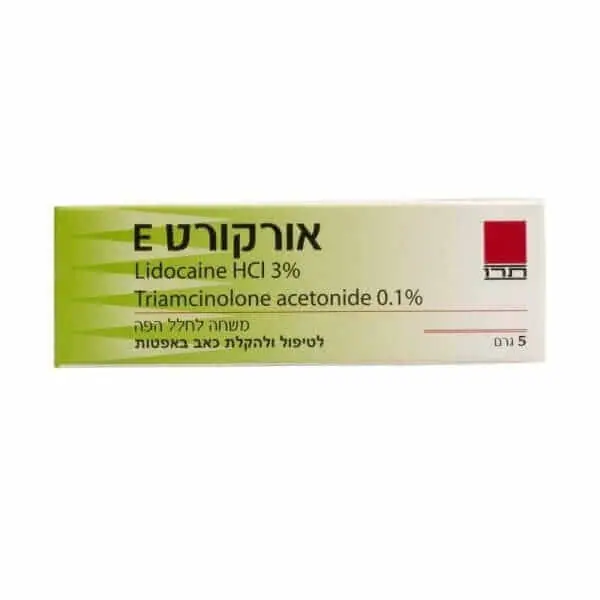 אורקורט E
Lidocaine HCl 3%
Triamcinolone acetonide 0.1%
משחה לחלל הפה
לטיפול ולהקלת כאב באפטות
תרו
5 גרם